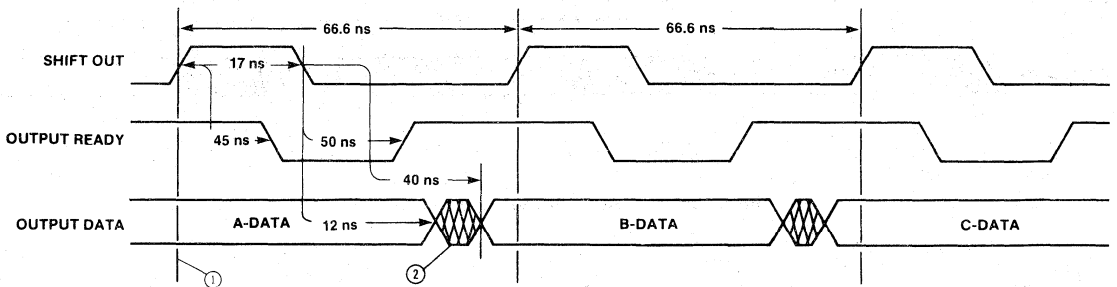 66.6 ns 66.6 ns
SHIFT OUT 17 ns
OUTPUT READY 45 ns 50 ns
40 ns
OUTPUT DATA A-DATA 12 ns B-DATA C-DATA
1 2